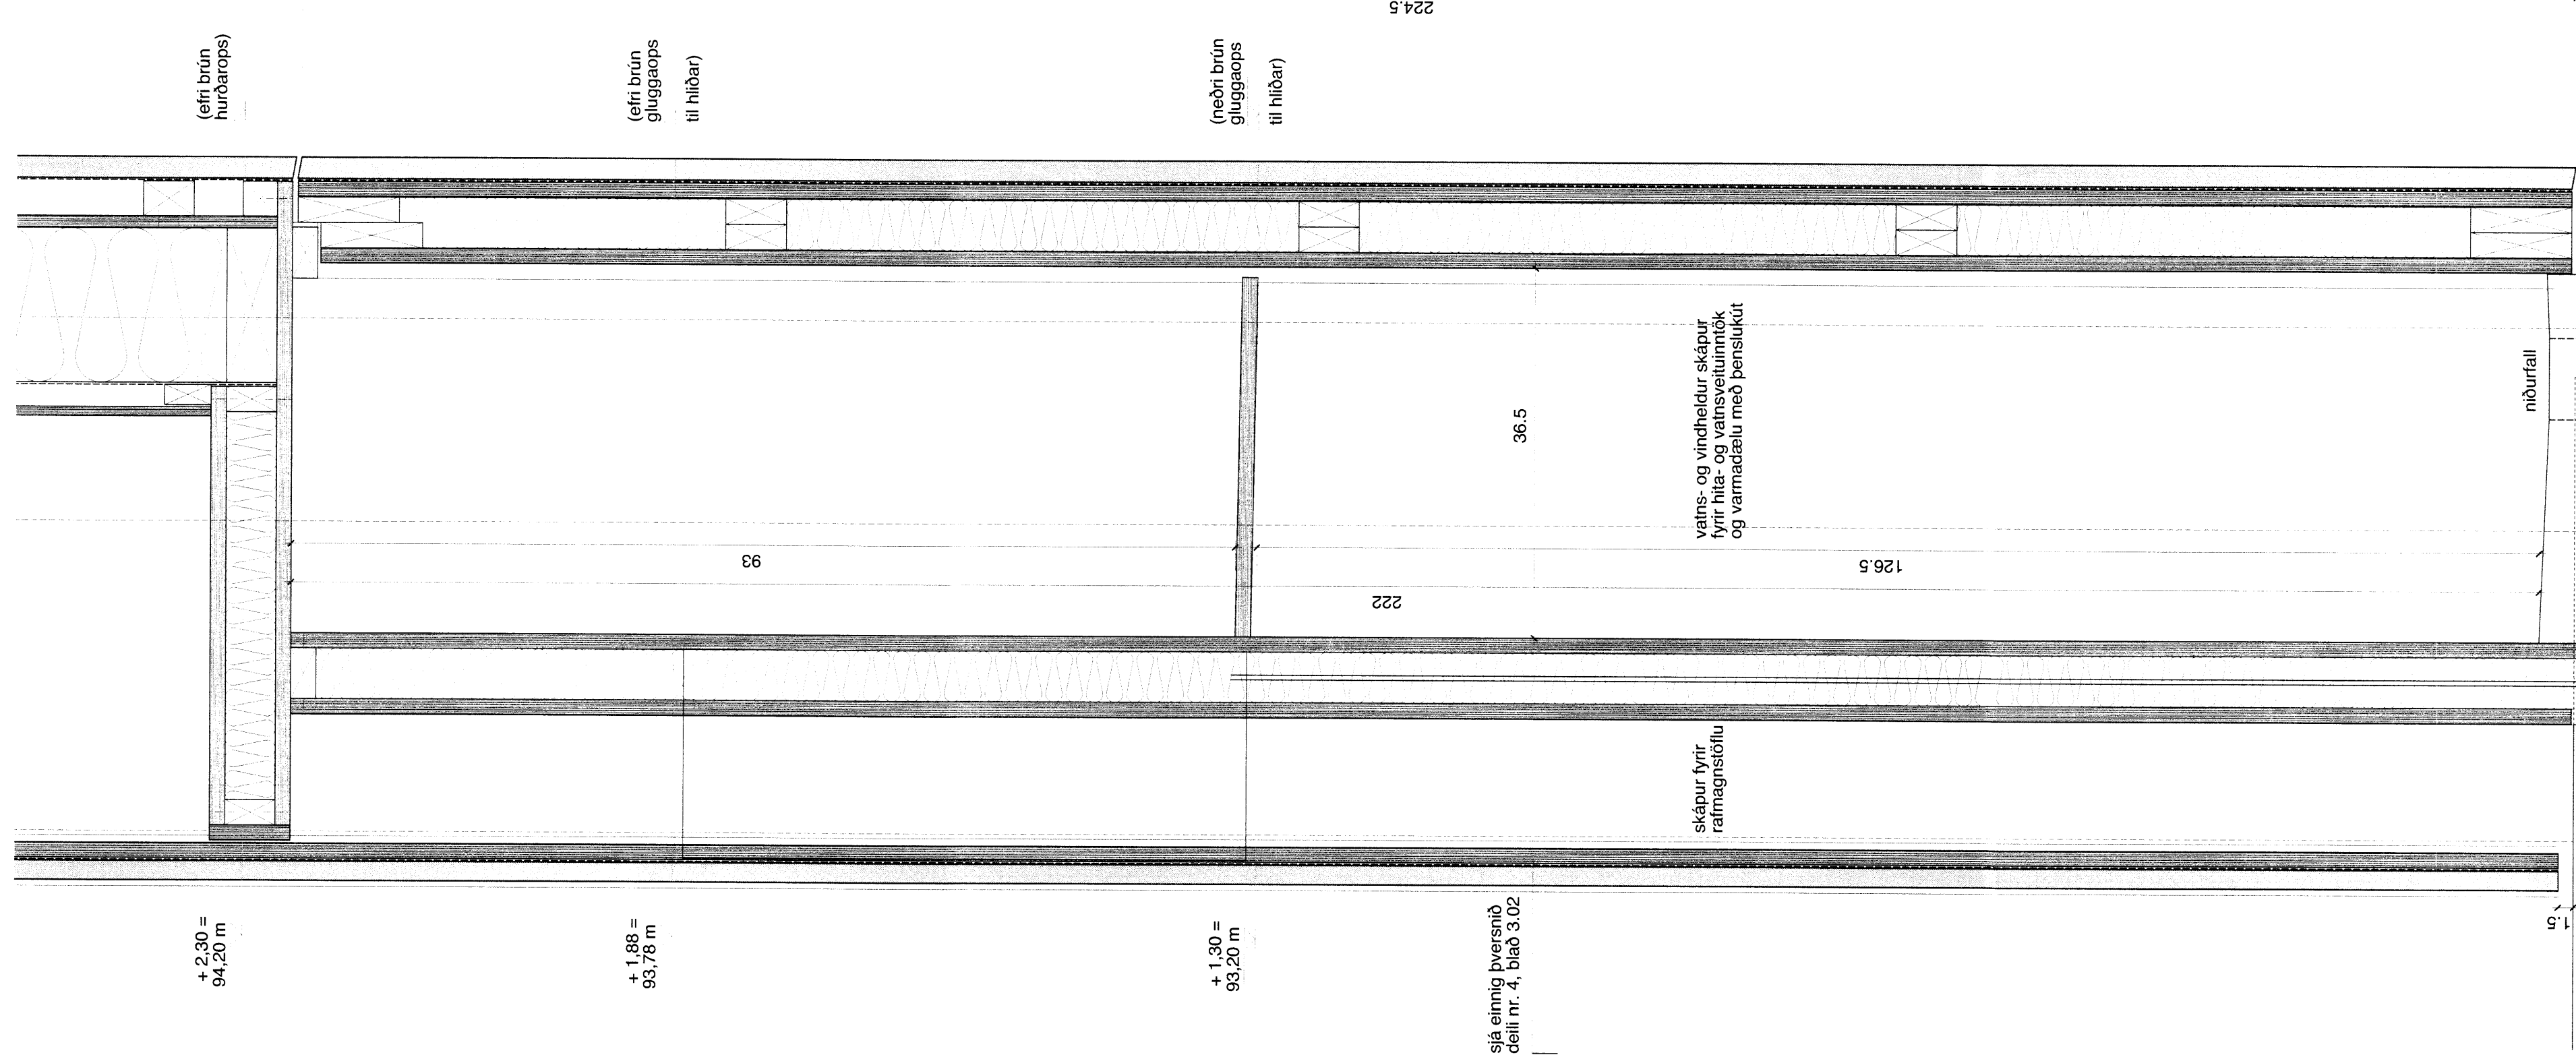 (efri brún
hurðarops)
(efri brún
gluggaops
til hliðar)
(neðri brún
gluggaops
til hliðar)
224.5
93
222
126.5
36.5
vatns- og vindheldur skápur
fyrir hita- og vatnsveituinntök
og varmadælu með þenslukút
niðurfall
skápur fyrir
rafmagnstöflu
+ 2,30 =
94,20 m
+ 1,88 =
93,78 m
+ 1,30 =
93,20 m
sjá einnig þversnið
deili nr. 4, blað 3.02
1.5